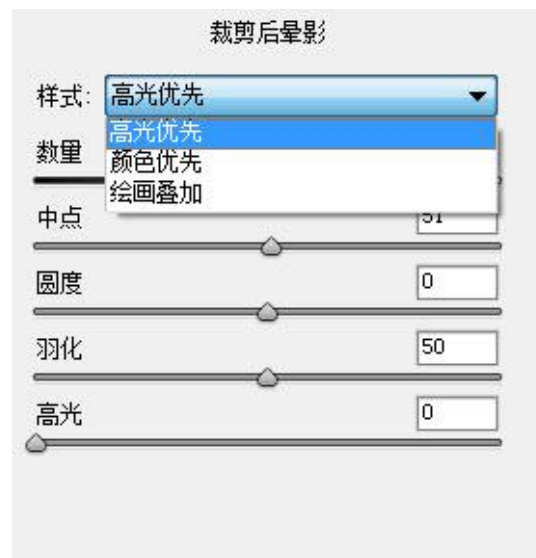 裁剪后晕影
样式: 高光优先
高光优先
数量
颜色优先
绘画叠加
中点 51
圆度 0
羽化 50
高光 0